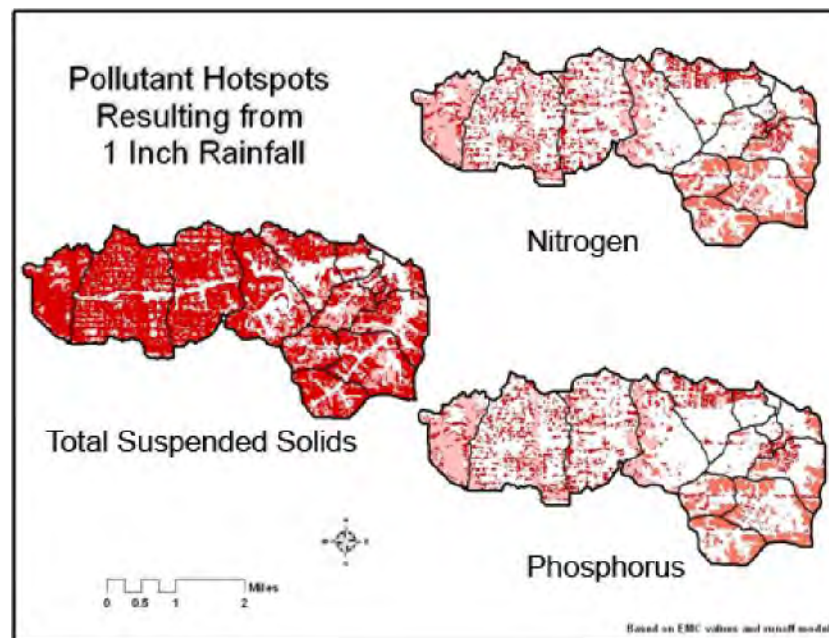 Pollutant Hotspots
Resulting from
1 Inch Rainfall
Nitrogen
Total Suspended Solids
Phosphorus
Miles
0 0.5 1 2
Based on EMC values and runoff model